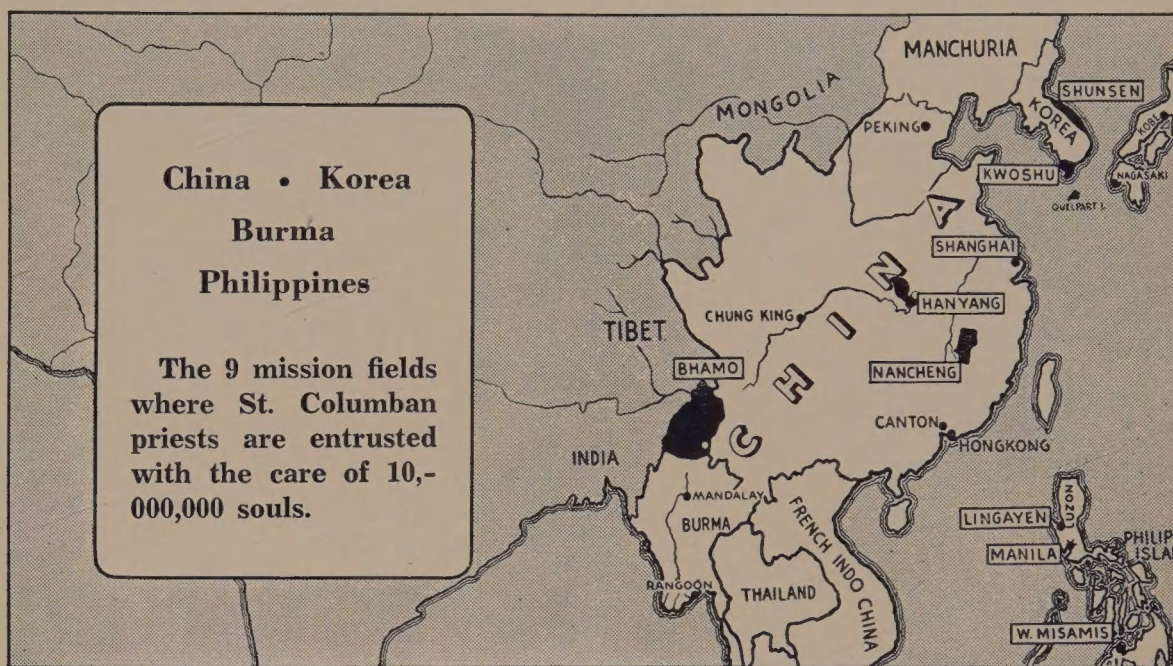 China • Korea
Burma
Philippines
The 9 mission fields
where St. Columban
priests are entrusted
with the care of 10,-
000,000 souls.
MANCHURIA
MONGOLIA
SHUNSEN
KOREA
KOBE
PEKING
KWOSHU
NAGASAKI
QUELPART I.
SHANGHAI
CHINA
HANYANG
CHUNG KING
TIBET
BHAMO
NANCHENG
CANTON
HONGKONG
INDIA
MANDALAY
BURMA
FRENCH INDO CHINA
LUZON
LINGAYEN
MANILA
PHILIP
ISLA
RANGOON
THAILAND
W. MISAMIS